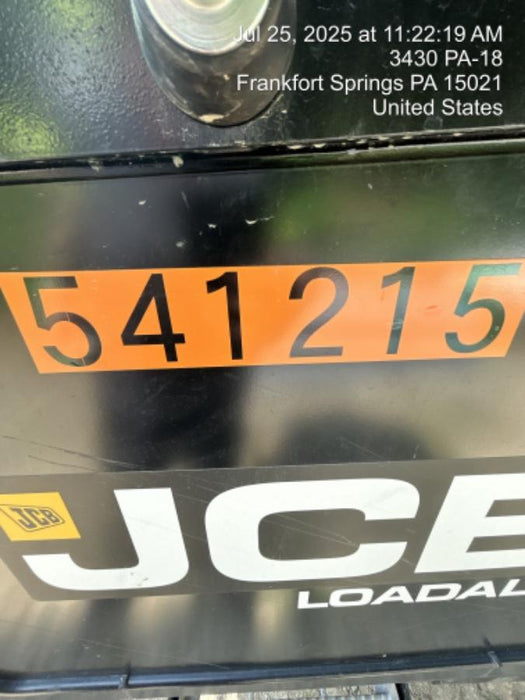 Jul 25, 2025 at 11:22:19 AM
3430 PA-18
Frankfort Springs PA 15021
United States
541215
JCB
JCB
LOADAL